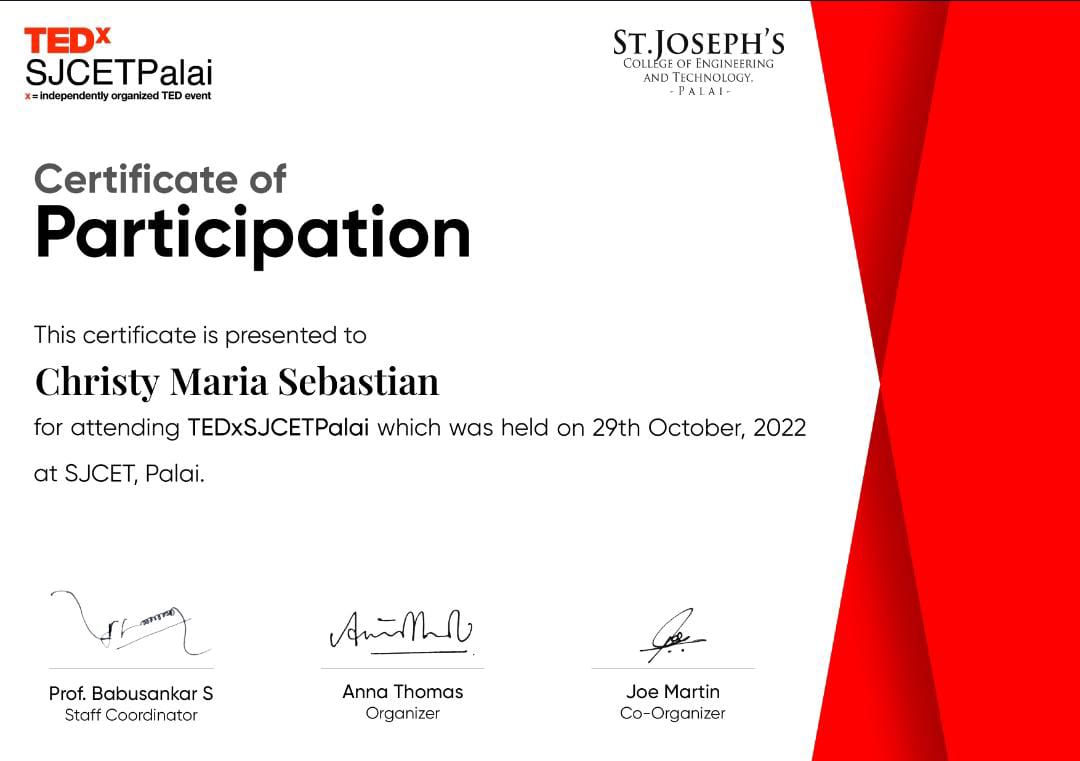 TEDx
SJCETPalai
x = independently organized TED event
ST.JOSEPH'S
COLLEGE OF ENGINEERING
AND TECHNOLOGY,
- PALAI -
Certificate of
Participation
This certificate is presented to
Christy Maria Sebastian
for attending TEDxSJCETPalai which was held on 29th October, 2022
at SJCET, Palai.
Prof. Babusankar S
Staff Coordinator
Anna Thomas
Organizer
Joe Martin
Co-Organizer